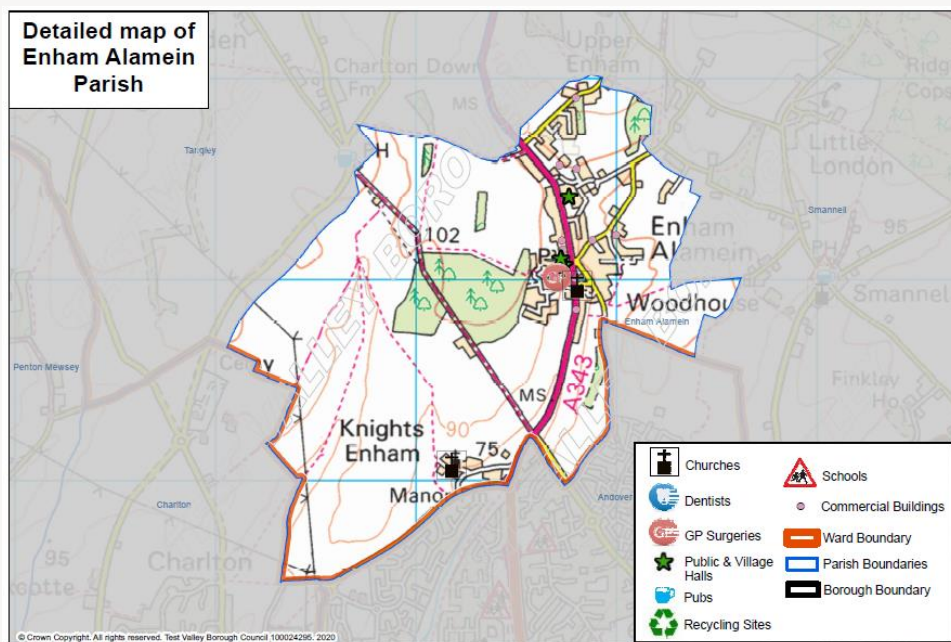 Detailed map of
Enham Alamein
Parish
Charlton Down
Fm
Upper
Enham
MS
Tangley
H
Little
London
102
Smannell
95
Enham
Alamein
PH
Smannell
Woodhouse
Enham Alamein
Penton Mewsey
A343
Finkley
MS
Knights
Enham
90
75
Manor
Charlton
Andover
95
Charlton
Churches
Dentists
GP Surgeries
Public & Village
Halls
Pubs
Recycling Sites
Schools
Commercial Buildings
Ward Boundary
Parish Boundaries
Borough Boundary
© Crown Copyright. All rights reserved. Test Valley Borough Council 100024295. 2020